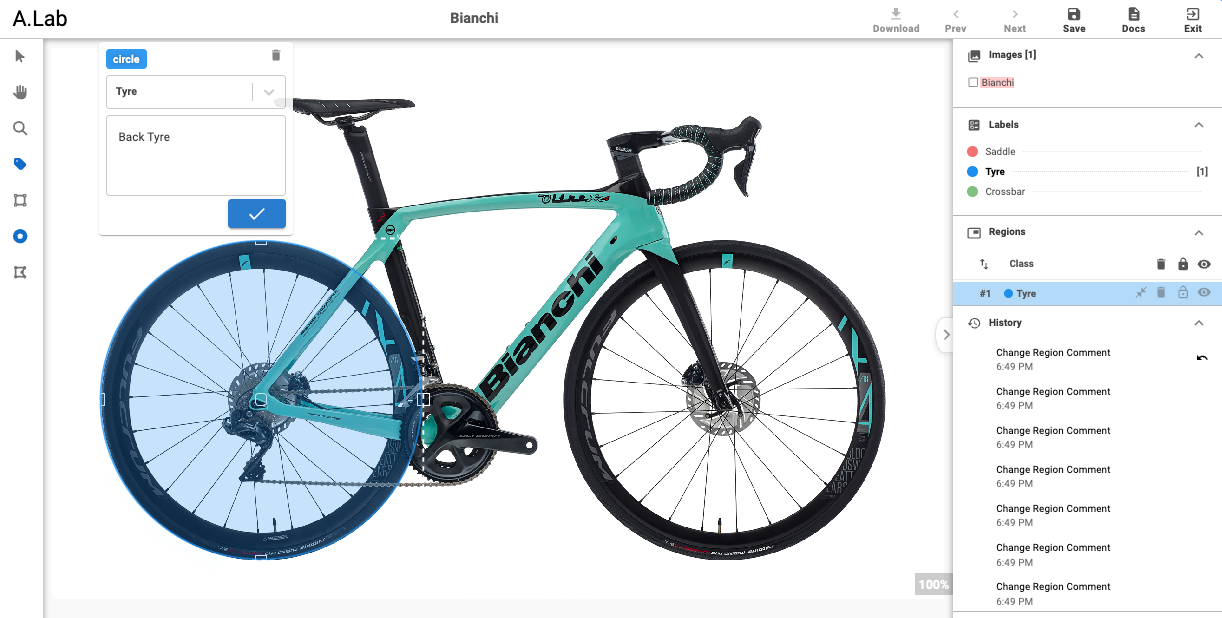 A.Lab
Bianchi
Download
Prev
Next
Save
Docs
Exit
circle
Tyre
Back Tyre
Bianchi
100%
Images [1]
Bianchi
Labels
Saddle
Tyre [1]
Crossbar
Regions
Class
#1 Tyre
History
Change Region Comment
6:49 PM
Change Region Comment
6:49 PM
Change Region Comment
6:49 PM
Change Region Comment
6:49 PM
Change Region Comment
6:49 PM
Change Region Comment
6:49 PM
Change Region Comment
6:49 PM